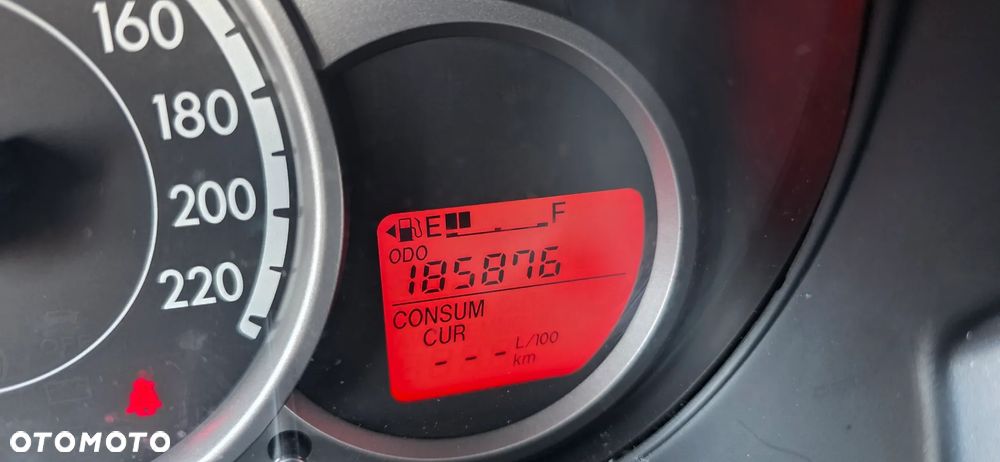 160
180
200
220
E F
ODO
185876
CONSUM
CUR
--- L/100
km
OTOMOTO